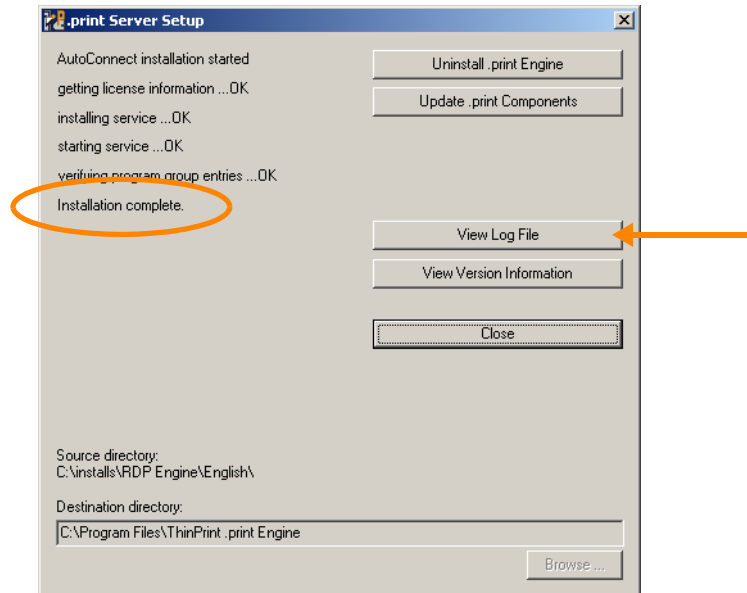 .print Server Setup
AutoConnect installation started
getting license information ...OK
installing service ...OK
starting service ...OK
verifying program group entries ...OK
Installation complete.
Uninstall .print Engine
Update .print Components
View Log File
View Version Information
Close
Source directory:
C:\installs\RDP Engine\English\
Destination directory:
C:\Program Files\ThinPrint .print Engine
Browse ...